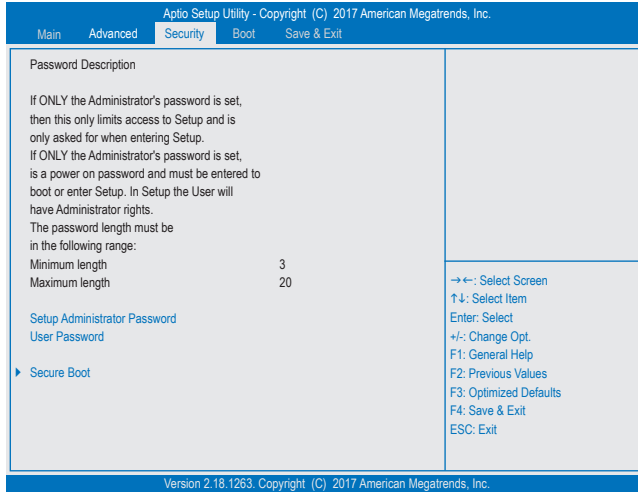 Aptio Setup Utility - Copyright (C) 2017 American Megatrends, Inc.
Main Advanced Security Boot Save & Exit
Password Description
If ONLY the Administrator's password is set,
then this only limits access to Setup and is
only asked for when entering Setup.
If ONLY the Administrator's password is set,
is a power on password and must be entered to
boot or enter Setup. In Setup the User will
have Administrator rights.
The password length must be
in the following range:
Minimum length 3
Maximum length 20
Setup Administrator Password
User Password
Secure Boot
→←: Select Screen
↑↓: Select Item
Enter: Select
+/-: Change Opt.
F1: General Help
F2: Previous Values
F3: Optimized Defaults
F4: Save & Exit
ESC: Exit
Version 2.18.1263. Copyright (C) 2017 American Megatrends, Inc.